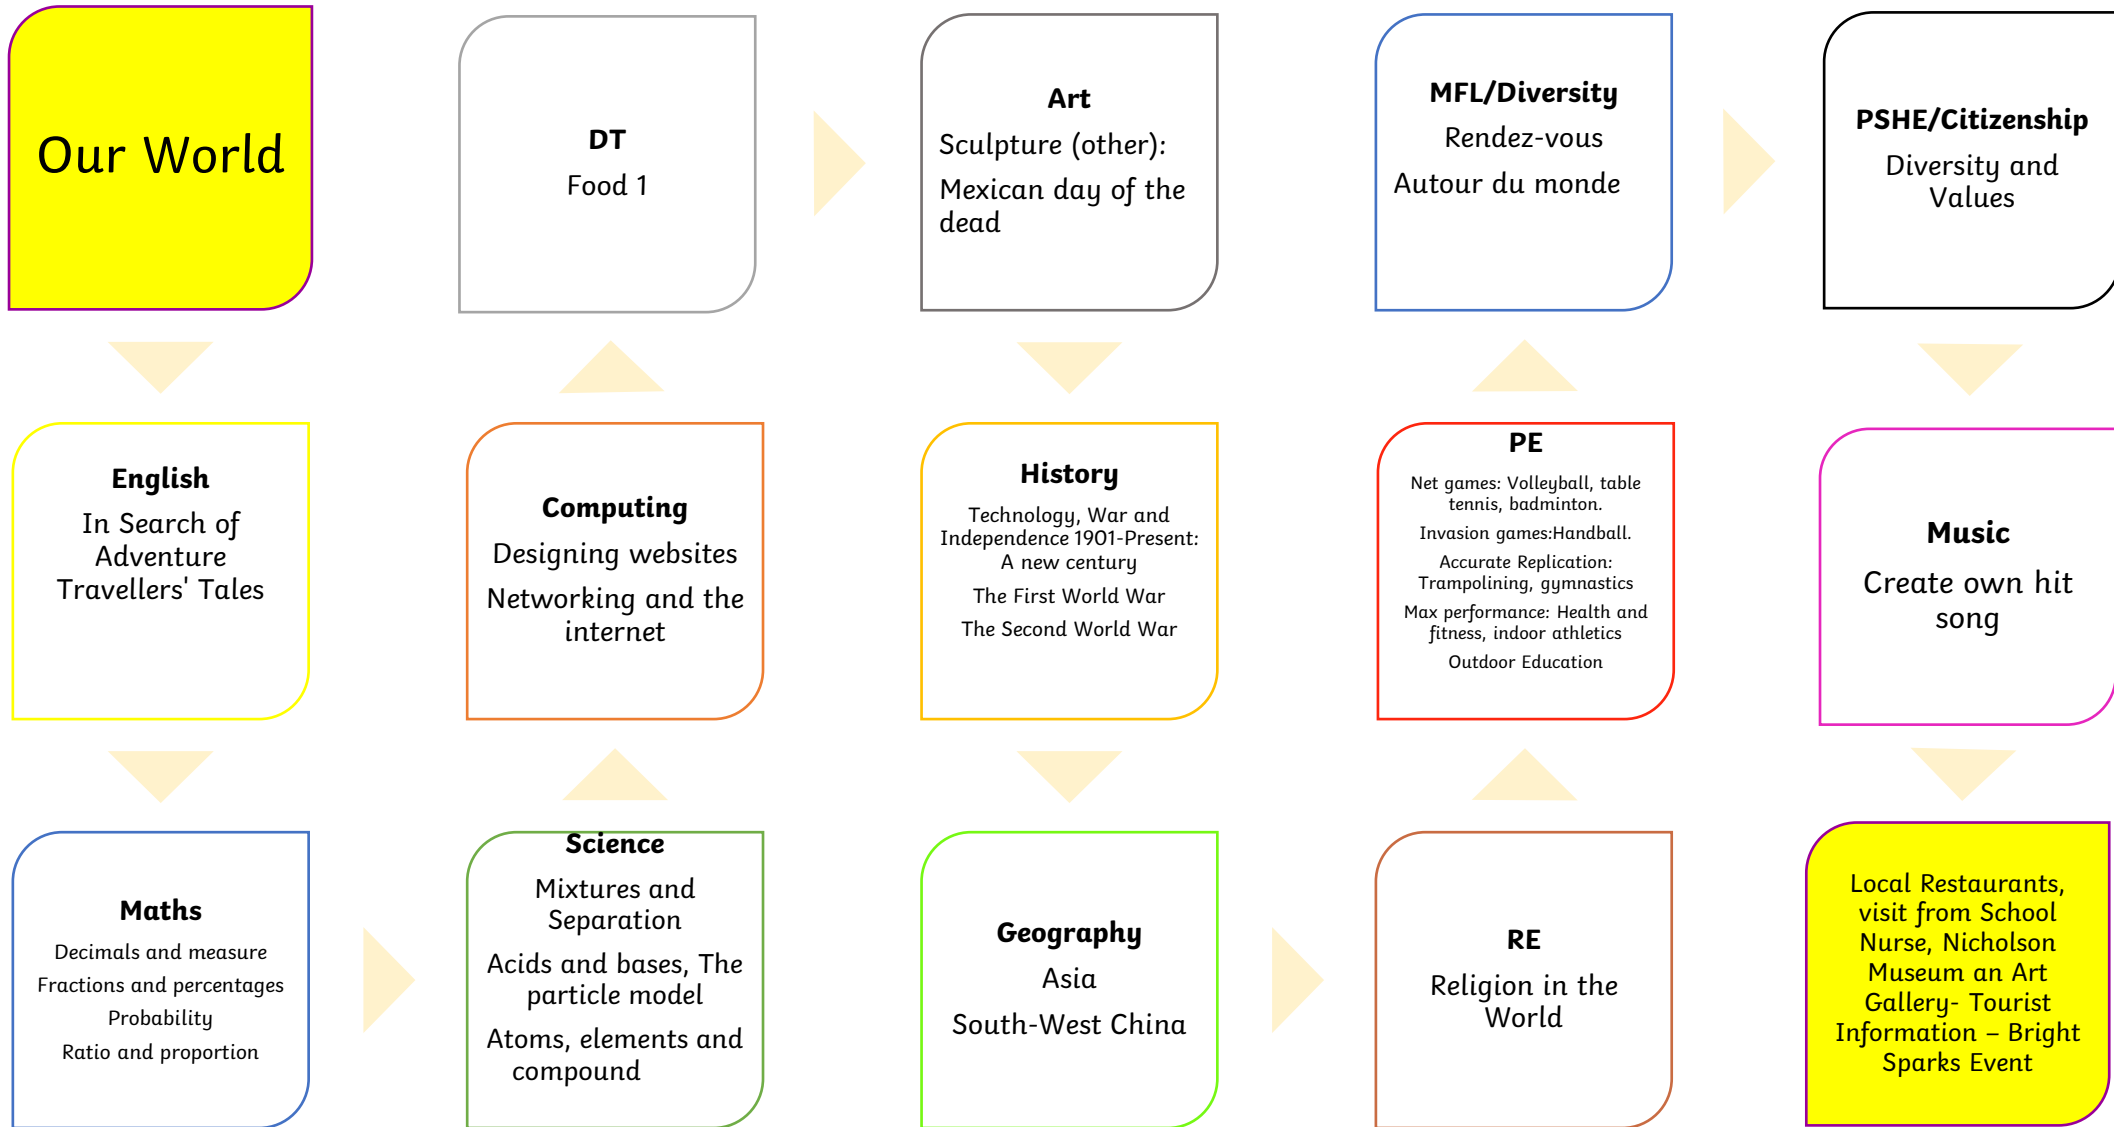 Our World
English
In Search of
Adventure
Travellers' Tales
Maths
Decimals and measure
Fractions and percentages
Probability
Ratio and proportion
Science
Mixtures and
Separation
Acids and bases, The
particle model
Atoms, elements and
compound
Computing
Designing websites
Networking and the
internet
DT
Food 1
Art
Sculpture (other):
Mexican day of the
dead
History
Technology, War and
Independence 1901-Present:
A new century
The First World War
The Second World War
Geography
Asia
South-West China
RE
Religion in the
World
PE
Net games: Volleyball, table
tennis, badminton.
Invasion games:Handball.
Accurate Replication:
Trampolining, gymnastics
Max performance: Health and
fitness, indoor athletics
Outdoor Education
MFL/Diversity
Rendez-vous
Autour du monde
PSHE/Citizenship
Diversity and
Values
Music
Create own hit
song
Local Restaurants,
visit from School
Nurse, Nicholson
Museum an Art
Gallery- Tourist
Information – Bright
Sparks Event